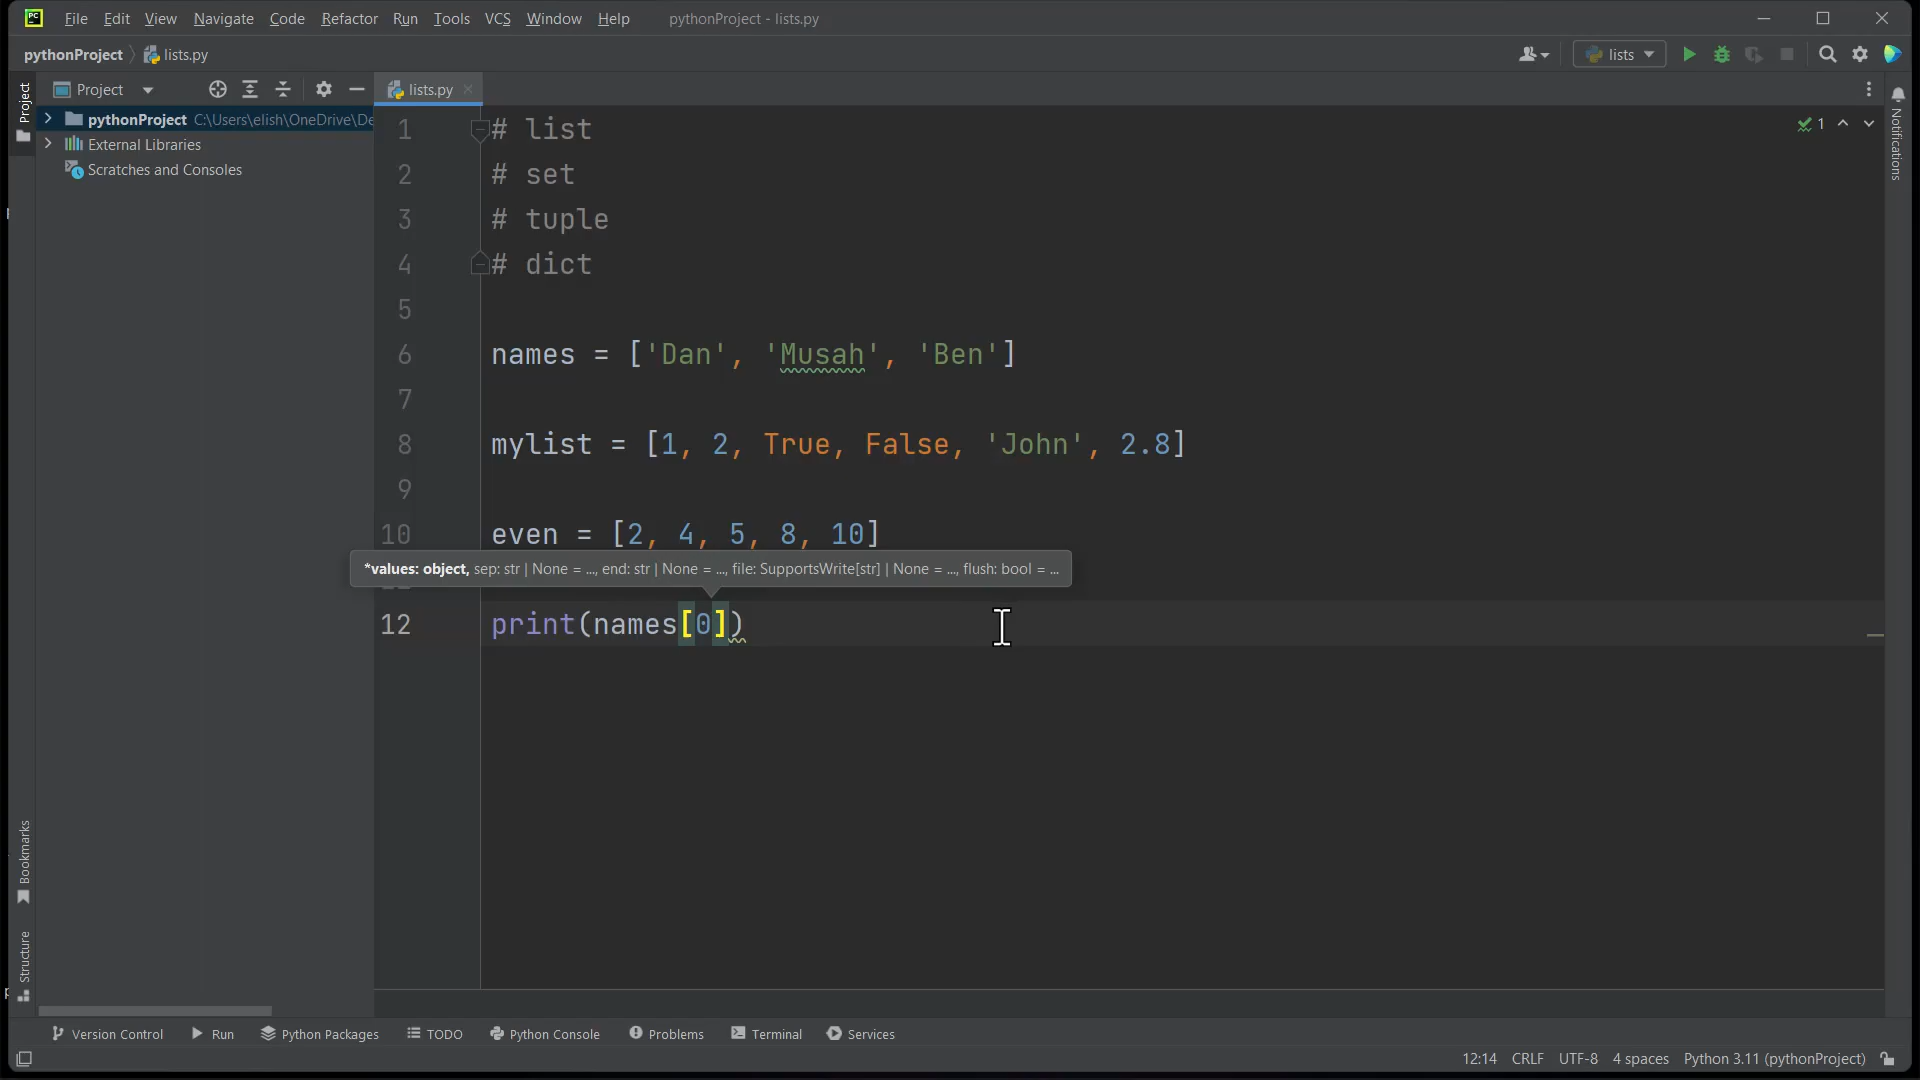 PC File Edit View Navigate Code Refactor Run Tools VCS Window Help pythonProject - lists.py
pythonProject lists.py lists
Project lists.py
Project
pythonProject C:\Users\elish\OneDrive\De
External Libraries
Scratches and Consoles
1 # list
2 # set
3 # tuple
4 # dict
5
6 names = ['Dan', 'Musah', 'Ben']
7
8 mylist = [1, 2, True, False, 'John', 2.8]
9
10 even = [2, 4, 5, 8, 10]
*values: object, sep: str | None = ..., end: str | None = ..., file: SupportsWrite[str] | None = ..., flush: bool = ...
12 print(names[0])
1
Notifications
Bookmarks
Structure
Version Control Run Python Packages TODO Python Console Problems Terminal Services
12:14 CRLF UTF-8 4 spaces Python 3.11 (pythonProject)